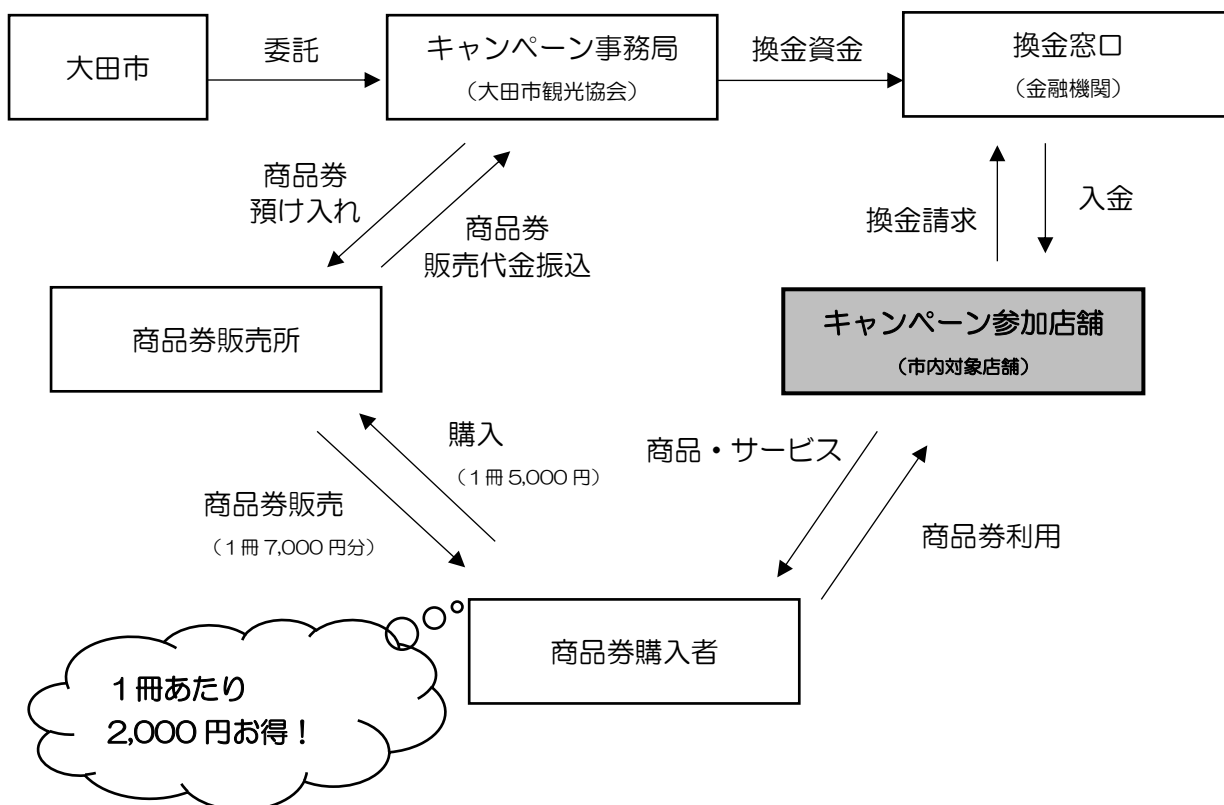 大田市
委託
キャンペーン事務局
（大田市観光協会）
換金資金
換金窓口
（金融機関）
商品券
預け入れ
商品券
販売代金振込
換金請求
入金
商品券販売所
キャンペーン参加店舗
（市内対象店舗）
購入
（１冊 5,000 円）
商品券販売
（１冊 7,000 円分）
商品・サービス
商品券利用
商品券購入者
１冊あたり
2,000 円お得！